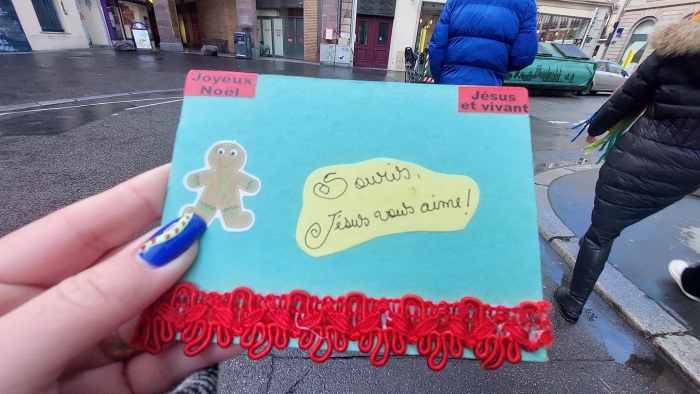 Joyeux
Noël
Jésus
et vivant
Souris,
Jésus vous aime!